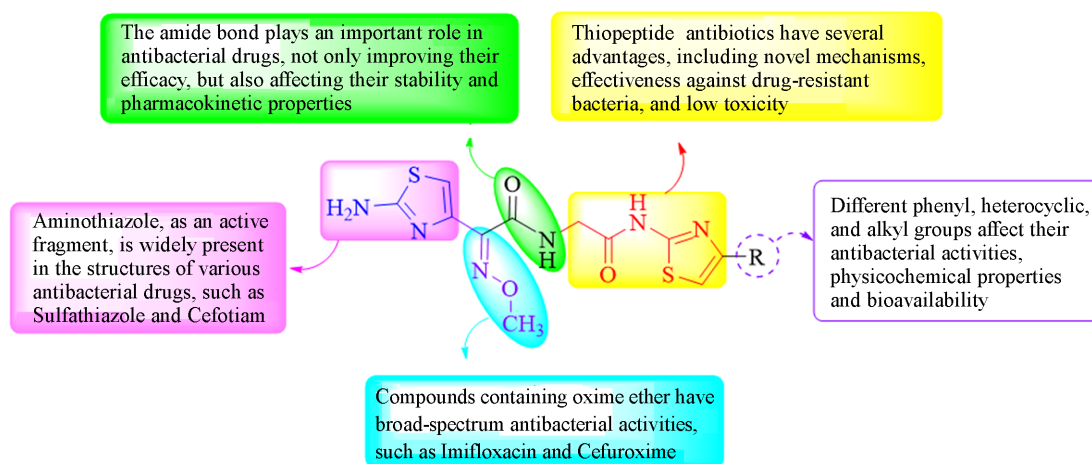 The amide bond plays an important role in
antibacterial drugs, not only improving their
efficacy, but also affecting their stability and
pharmacokinetic properties
Thiopeptide antibiotics have several
advantages, including novel mechanisms,
effectiveness against drug-resistant
bacteria, and low toxicity
Aminothiazole, as an active
fragment, is widely present
in the structures of various
antibacterial drugs, such as
Sulfathiazole and Cefotiam
H₂N
S
N
O
N
H
N
O
CH₃
O
H
N
N
S
R
Different phenyl, heterocyclic,
and alkyl groups affect their
antibacterial activities,
physicochemical properties
and bioavailability
Compounds containing oxime ether have
broad-spectrum antibacterial activities,
such as Imifloxacin and Cefuroxime